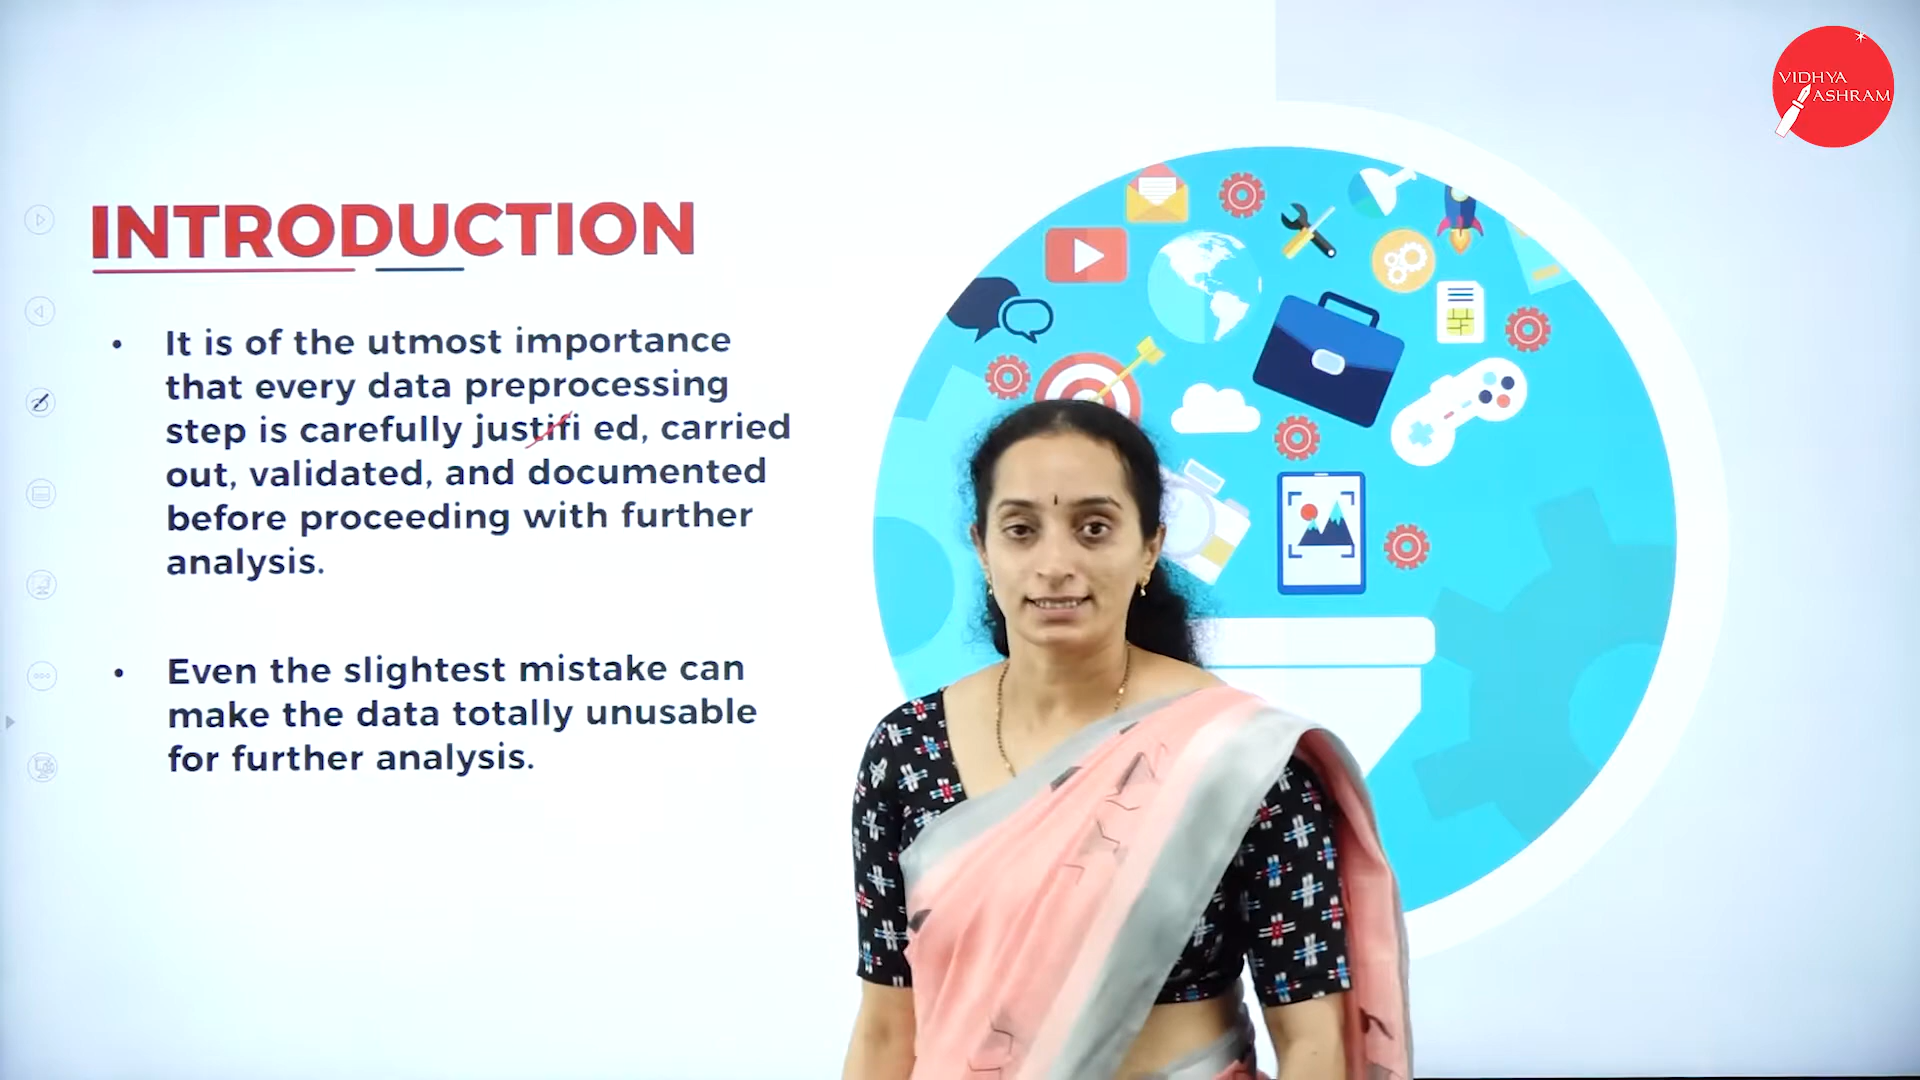 VIDHYA
ASHRAM
INTRODUCTION
• It is of the utmost importance
that every data preprocessing
step is carefully justifi ed, carried
out, validated, and documented
before proceeding with further
analysis.
• Even the slightest mistake can
make the data totally unusable
for further analysis.